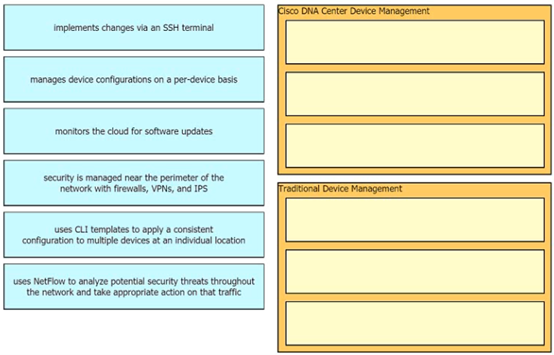 implements changes via an SSH terminal
manages device configurations on a per-device basis
monitors the cloud for software updates
security is managed near the perimeter of the
network with firewalls, VPNs, and IPS
uses CLI templates to apply a consistent
configuration to multiple devices at an individual location
uses NetFlow to analyze potential security threats throughout
the network and take appropriate action on that traffic
Cisco DNA Center Device Management
Traditional Device Management